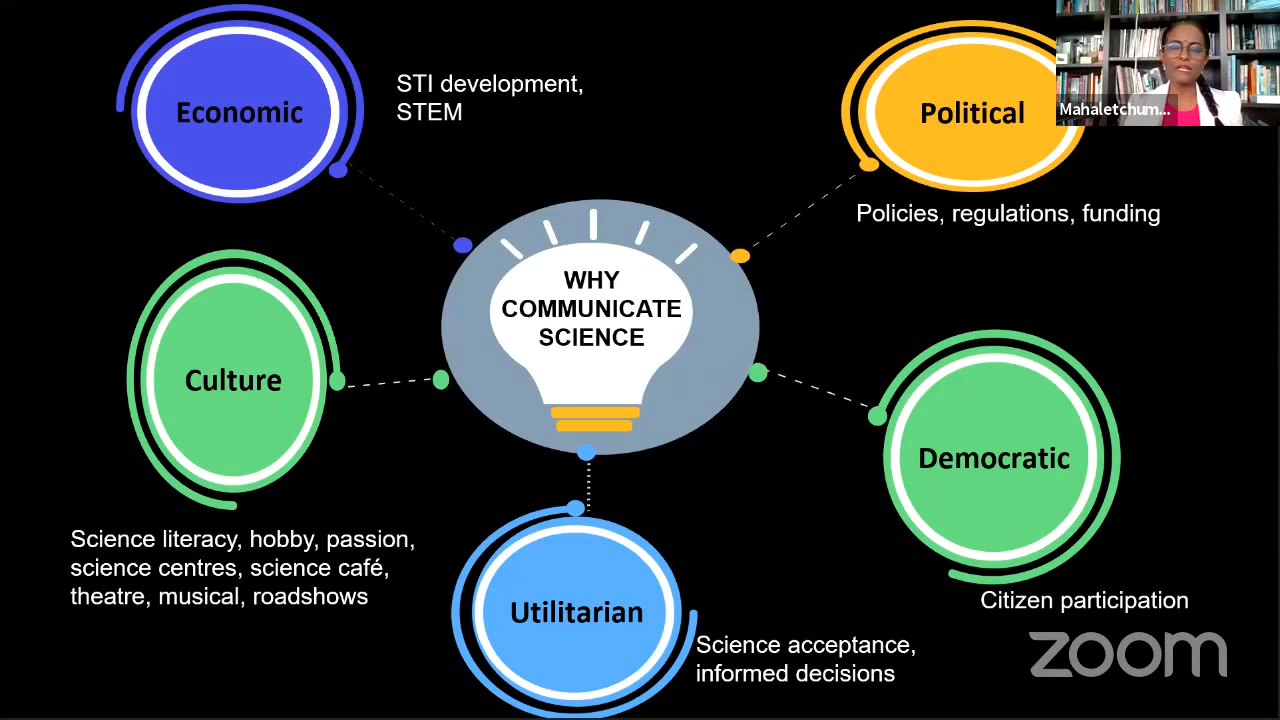 Economic
STI development,
STEM
Political
Mahaletchum...
Policies, regulations, funding
WHY
COMMUNICATE
SCIENCE
Culture
Science literacy, hobby, passion,
science centres, science café,
theatre, musical, roadshows
Democratic
Citizen participation
Utilitarian
Science acceptance,
informed decisions
zoom